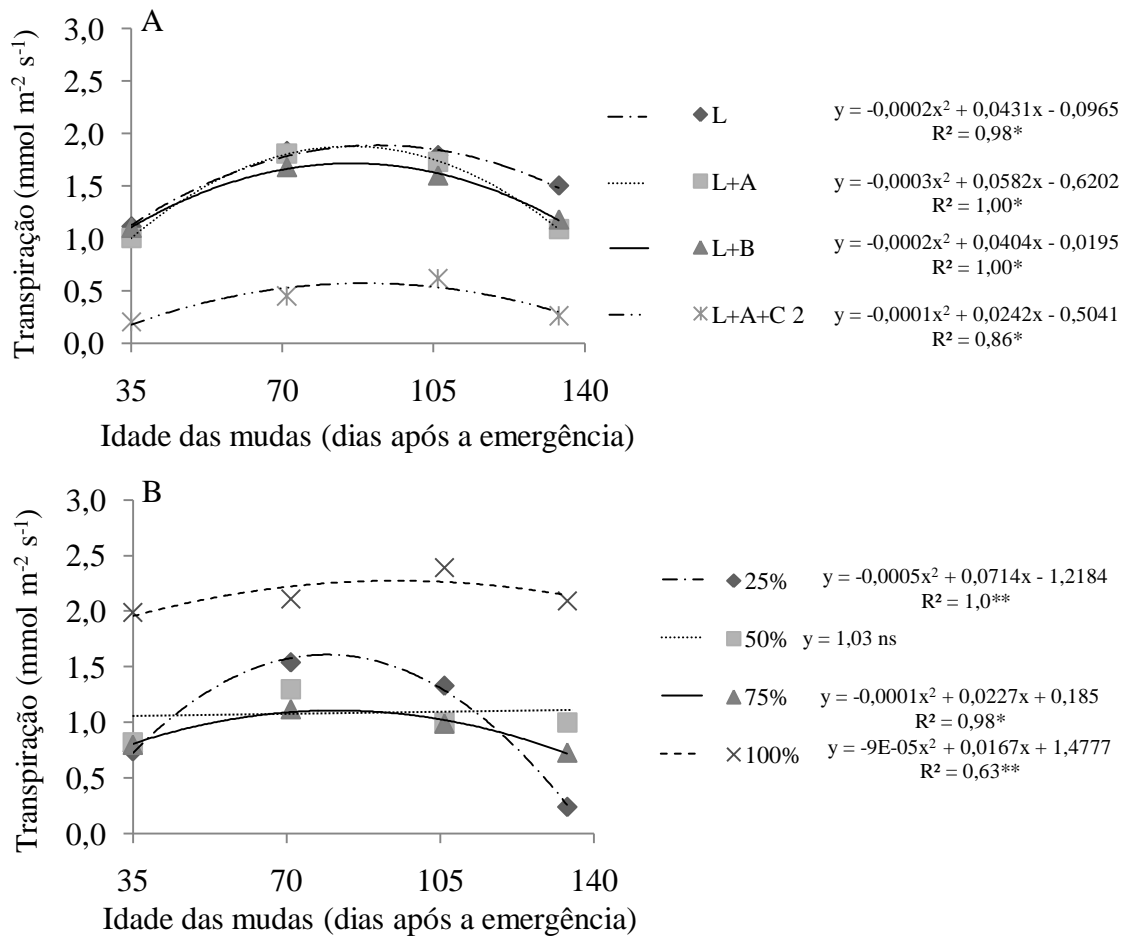 A
Transpiração (mmol m-2 s-1)
3,0
2,5
2,0
1,5
1,0
0,5
0,0
35 70 105 140
Idade das mudas (dias após a emergência)
L y = -0,0002x² + 0,0431x - 0,0965
R² = 0,98*
L+A y = -0,0003x² + 0,0582x - 0,6202
R² = 1,00*
L+B y = -0,0002x² + 0,0404x - 0,0195
R² = 1,00*
L+A+C 2 y = -0,0001x² + 0,0242x - 0,5041
R² = 0,86*
B
Transpiração (mmol m-2 s-1)
3,0
2,5
2,0
1,5
1,0
0,5
0,0
35 70 105 140
Idade das mudas (dias após a emergência)
25% y = -0,0005x² + 0,0714x - 1,2184
R² = 1,0**
50% y = 1,03 ns
75% y = -0,0001x² + 0,0227x + 0,185
R² = 0,98*
100% y = -9E-05x² + 0,0167x + 1,4777
R² = 0,63**